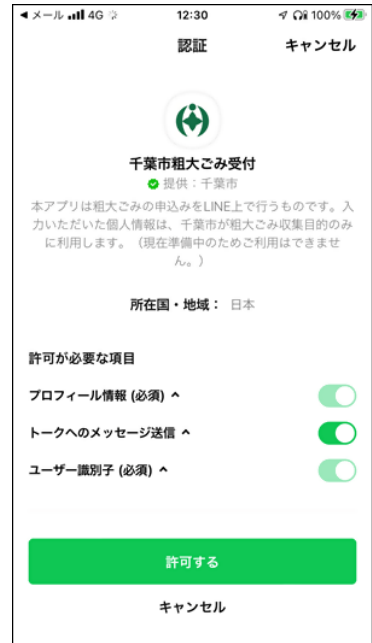 メール 4G 12:30 100%
認証 キャンセル
千葉市粗大ごみ受付
提供：千葉市
本アプリは粗大ごみの申込みをLINE上で行うものです。入
力いただいた個人情報は、千葉市が粗大ごみ収集目的のみ
に利用します。（現在準備中のためご利用はできませ
ん。）
所在国・地域： 日本
許可が必要な項目
プロフィール情報 (必須)
トークへのメッセージ送信
ユーザー識別子 (必須)
許可する
キャンセル